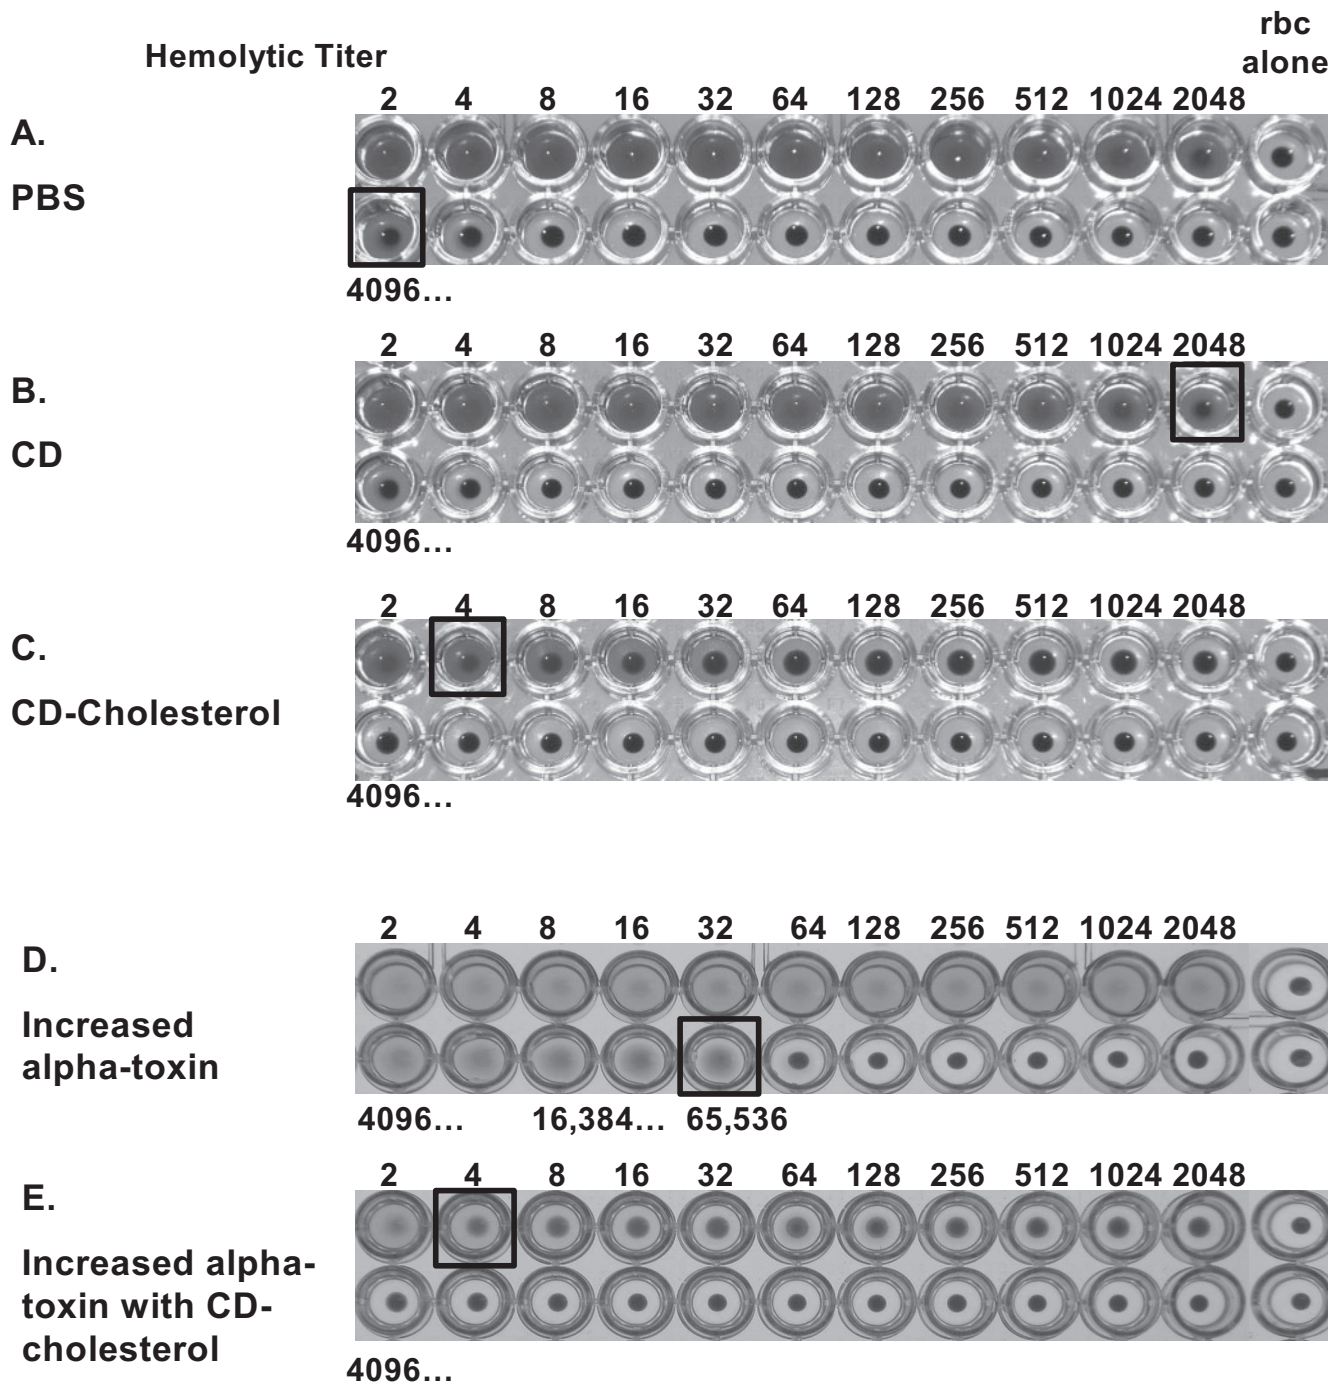 rbc
Hemolytic Titer
alone
2 4 8 16 32 64 128 256 512 1024 2048
A.
PBS
4096...
2 4 8 16 32 64 128 256 512 1024 2048
B.
CD
4096...
2 4 8 16 32 64 128 256 512 1024 2048
C.
CD-Cholesterol
4096...
2 4 8 16 32 64 128 256 512 1024 2048
D.
Increased
alpha-toxin
4096... 16,384... 65,536
2 4 8 16 32 64 128 256 512 1024 2048
E.
Increased alpha-
toxin with CD-
cholesterol
4096...